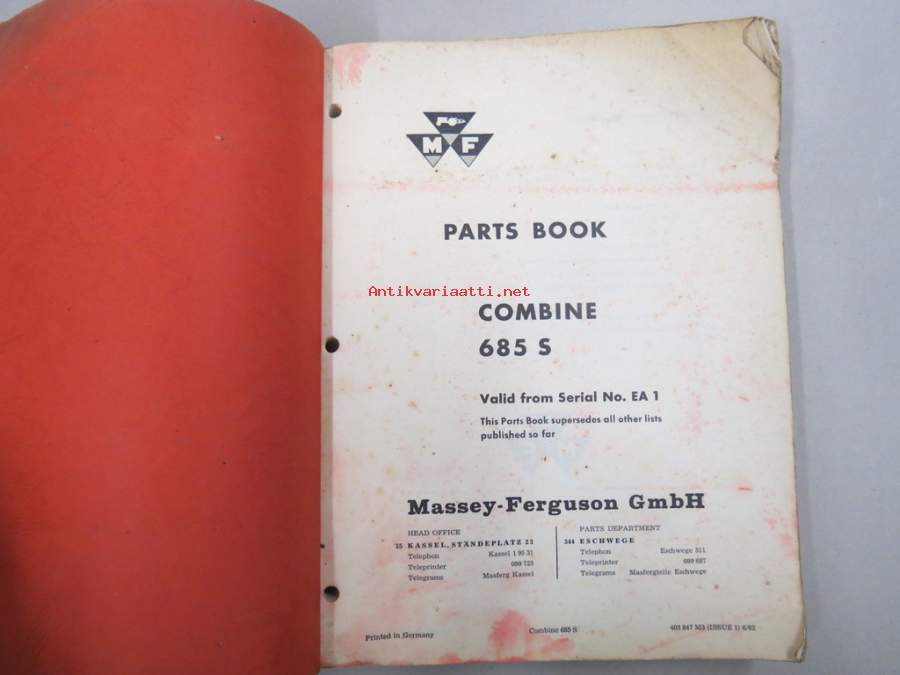 M F
PARTS BOOK
Antikvariaatti.net
COMBINE
685 S
Valid from Serial No. EA 1
This Parts Book supersedes all other lists
published so far
Massey-Ferguson GmbH
HEAD OFFICE
35 KASSEL, STÄNDEPLATZ 23
Telephon Kassel 1 95 31
Teleprinter 099 723
Telegrams Masferg Kassel
PARTS DEPARTMENT
344 ESCHWEGE
Telephon Eschwege 511
Teleprinter 099 687
Telegrams Masfergteile Eschwege
Printed in Germany
Combine 685 S
403 847 M3 (ISSUE 1) 6/62